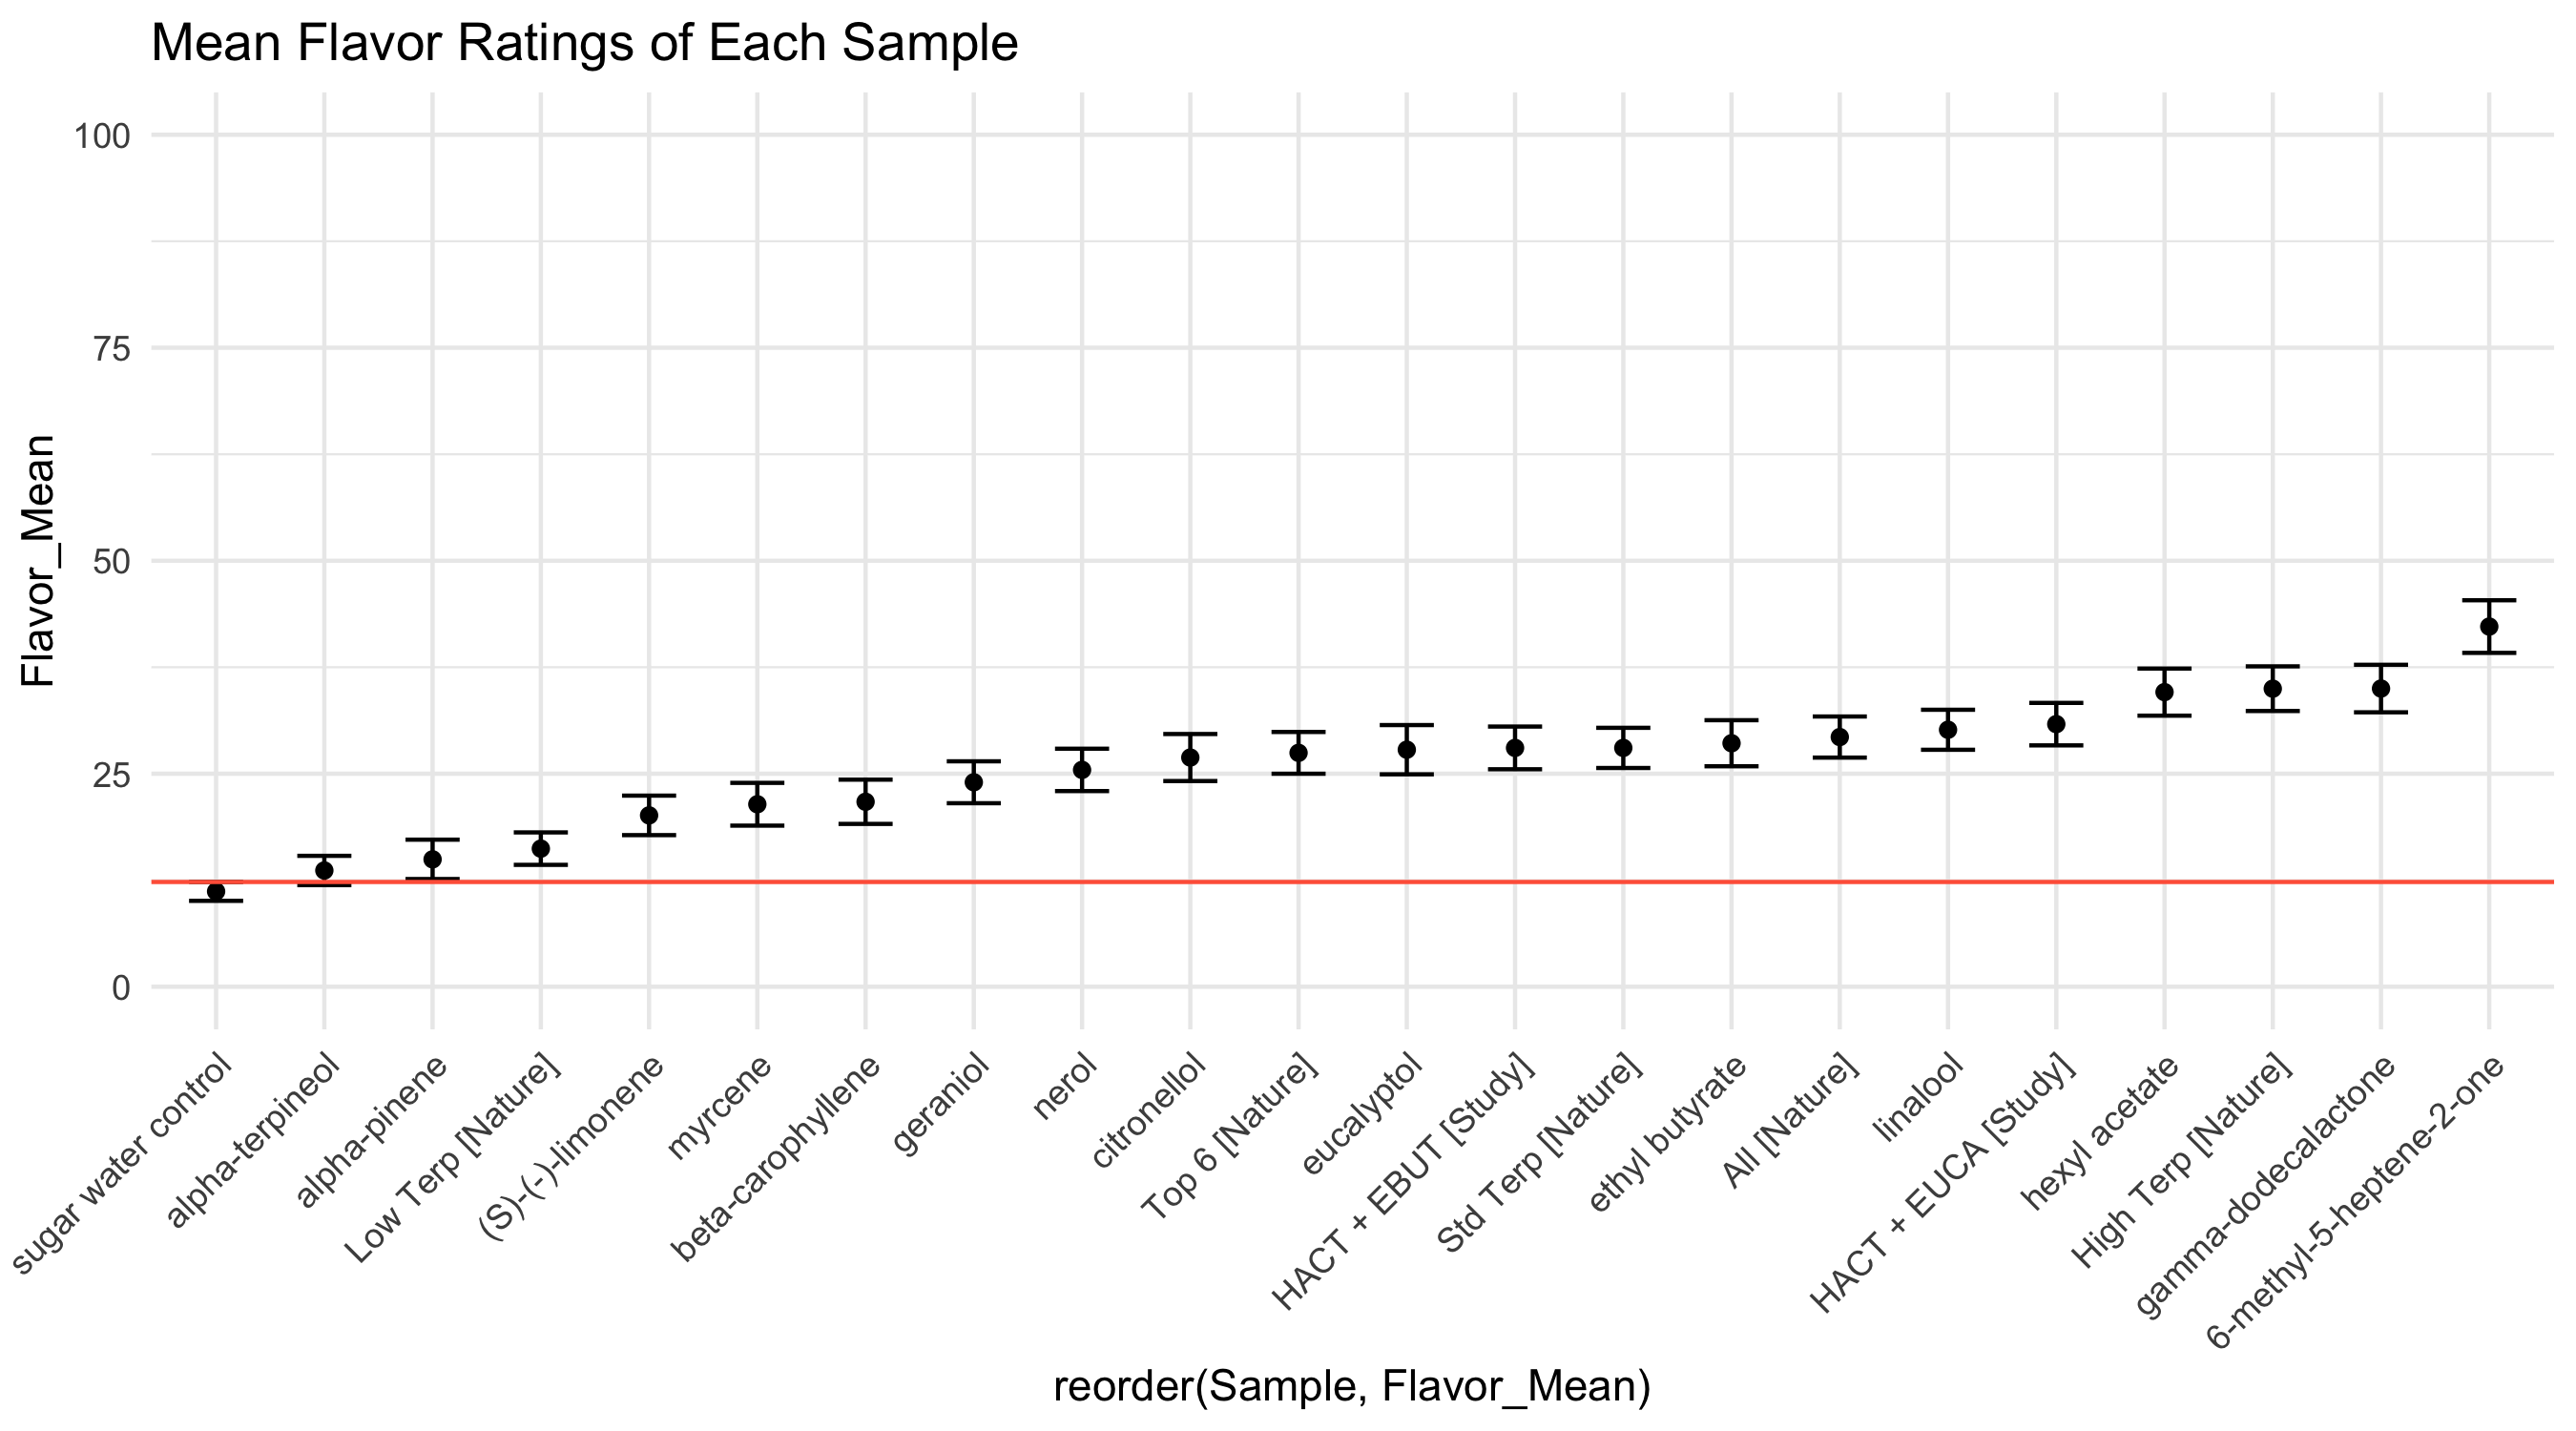 Mean Flavor Ratings of Each Sample
Flavor_Mean
100
75
50
25
0
sugar water control
alpha-terpineol
alpha-pinene
Low Terp [Nature]
(S)-(-)-limonene
myrcene
beta-carophyllene
geraniol
nerol
citronellol
Top 6 [Nature]
eucalyptol
HACT + EBUT [Study]
Std Terp [Nature]
ethyl butyrate
All [Nature]
linalool
HACT + EUCA [Study]
hexyl acetate
High Terp [Nature]
gamma-dodecalactone
6-methyl-5-heptene-2-one
reorder(Sample, Flavor_Mean)